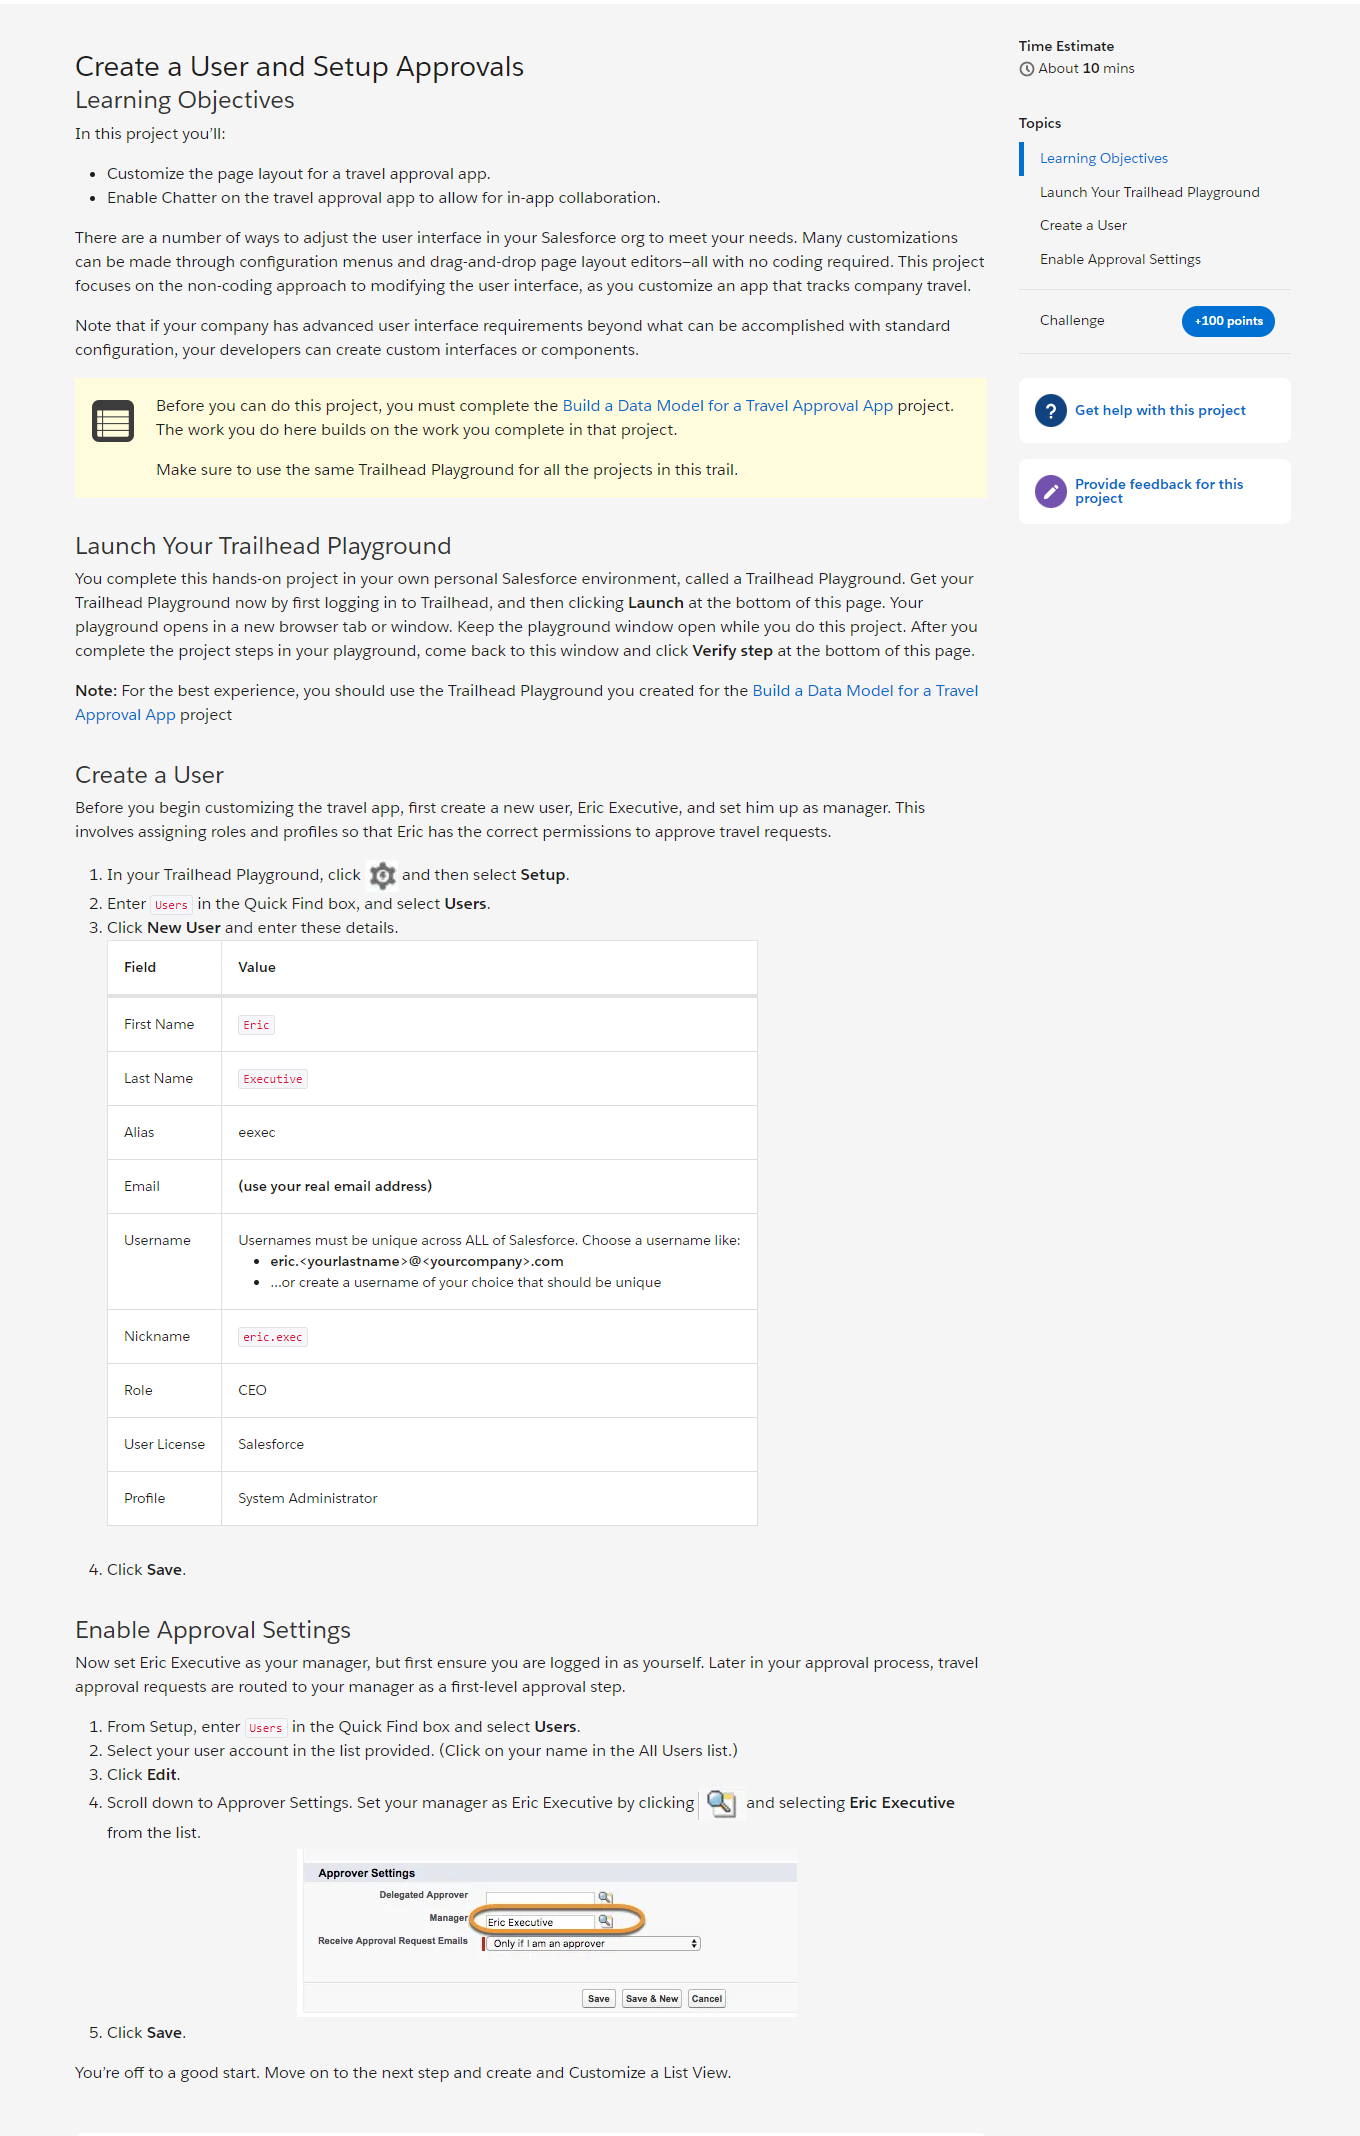 Create a User and Setup Approvals
Learning Objectives
In this project you'll:
• Customize the page layout for a travel approval app.
• Enable Chatter on the travel approval app to allow for in-app collaboration.
There are a number of ways to adjust the user interface in your Salesforce org to meet your needs. Many customizations
can be made through configuration menus and drag-and-drop page layout editors—all with no coding required. This project
focuses on the non-coding approach to modifying the user interface, as you customize an app that tracks company travel.
Note that if your company has advanced user interface requirements beyond what can be accomplished with standard
configuration, your developers can create custom interfaces or components.
Before you can do this project, you must complete the Build a Data Model for a Travel Approval App project.
The work you do here builds on the work you complete in that project.
Make sure to use the same Trailhead Playground for all the projects in this trail.
Launch Your Trailhead Playground
You complete this hands-on project in your own personal Salesforce environment, called a Trailhead Playground. Get your
Trailhead Playground now by first logging in to Trailhead, and then clicking Launch at the bottom of this page. Your
playground opens in a new browser tab or window. Keep the playground window open while you do this project. After you
complete the project steps in your playground, come back to this window and click Verify step at the bottom of this page.
Note: For the best experience, you should use the Trailhead Playground you created for the Build a Data Model for a Travel
Approval App project
Create a User
Before you begin customizing the travel app, first create a new user, Eric Executive, and set him up as manager. This
involves assigning roles and profiles so that Eric has the correct permissions to approve travel requests.
1. In your Trailhead Playground, click and then select Setup.
2. Enter Users in the Quick Find box, and select Users.
3. Click New User and enter these details.
Field Value
First Name Eric
Last Name Executive
Alias eexec
Email (use your real email address)
Username Usernames must be unique across ALL of Salesforce. Choose a username like:
• eric.<yourlastname>@<yourcompany>.com
• ...or create a username of your choice that should be unique
Nickname eric.exec
Role CEO
User License Salesforce
Profile System Administrator
4. Click Save.
Enable Approval Settings
Now set Eric Executive as your manager, but first ensure you are logged in as yourself. Later in your approval process, travel
approval requests are routed to your manager as a first-level approval step.
1. From Setup, enter Users in the Quick Find box and select Users.
2. Select your user account in the list provided. (Click on your name in the All Users list.)
3. Click Edit.
4. Scroll down to Approver Settings. Set your manager as Eric Executive by clicking and selecting Eric Executive
from the list.
Approver Settings
Delegated Approver
Manager Eric Executive
Receive Approval Request Emails Only if I am an approver
Save Save & New Cancel
5. Click Save.
You're off to a good start. Move on to the next step and create and Customize a List View.
Time Estimate
About 10 mins
Topics
Learning Objectives
Launch Your Trailhead Playground
Create a User
Enable Approval Settings
Challenge +100 points
? Get help with this project
Provide feedback for this
project